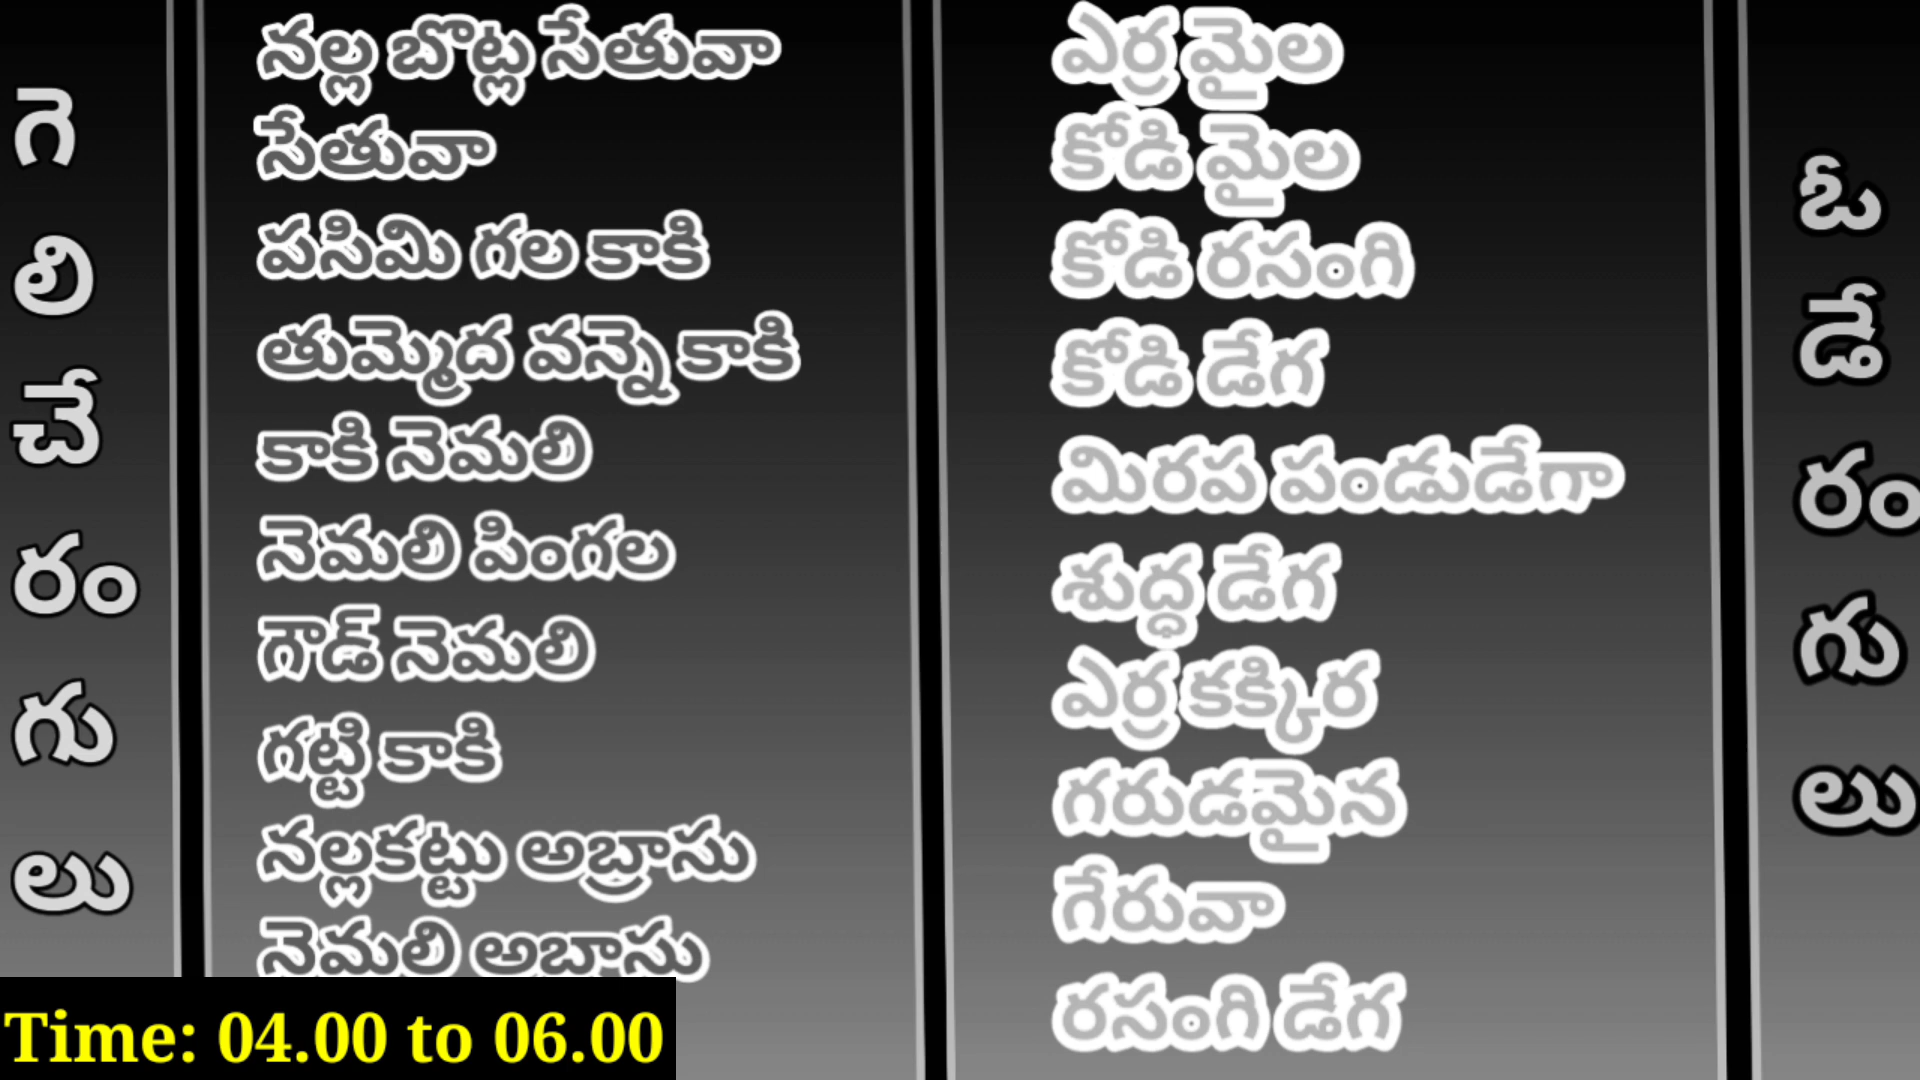 గెలిచే రంగులు
నల్ల బొట్ల సేతువా
సేతువా
పసిమి గల కాకి
తుమ్మెద వన్నె కాకి
కాకి నెమలి
నెమలి పింగల
గౌడ్ నెమలి
గట్టి కాకి
నల్లకట్టు అబ్రాసు
నెమలి అబ్రాసు
ఎర్ర మైల
కోడి మైల
కోడి రసంగి
కోడి డేగ
మిరప పండుడేగా
శుద్ధ డేగ
ఎర్ర కక్కిర
గరుడమైన
గేరువా
రసంగి డేగ
ఓడే రంగులు
Time: 04.00 to 06.00